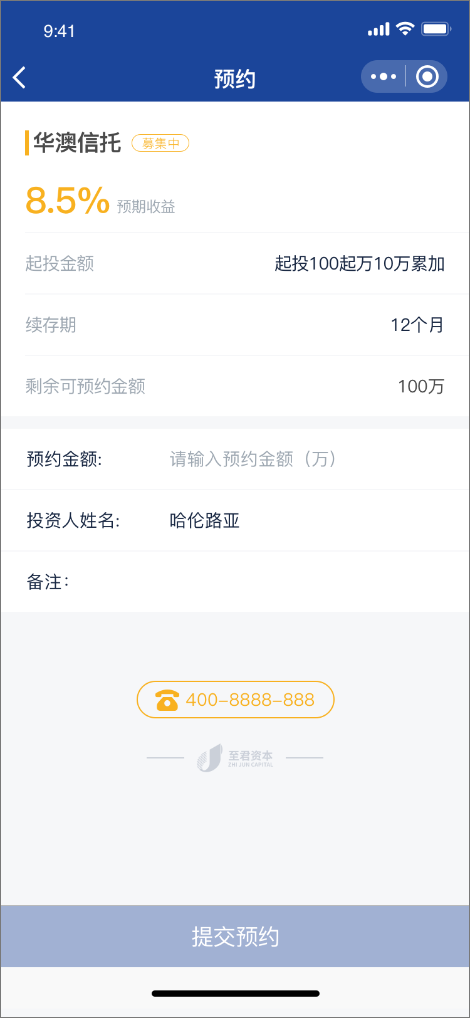 9:41
预约
华澳信托 募集中
8.5% 预期收益
起投金额 起投100起万10万累加
续存期 12个月
剩余可预约金额 100万
预约金额: 请输入预约金额（万）
投资人姓名: 哈伦路亚
备注:
400-8888-888
至君资本
ZHI JUN CAPITAL
提交预约